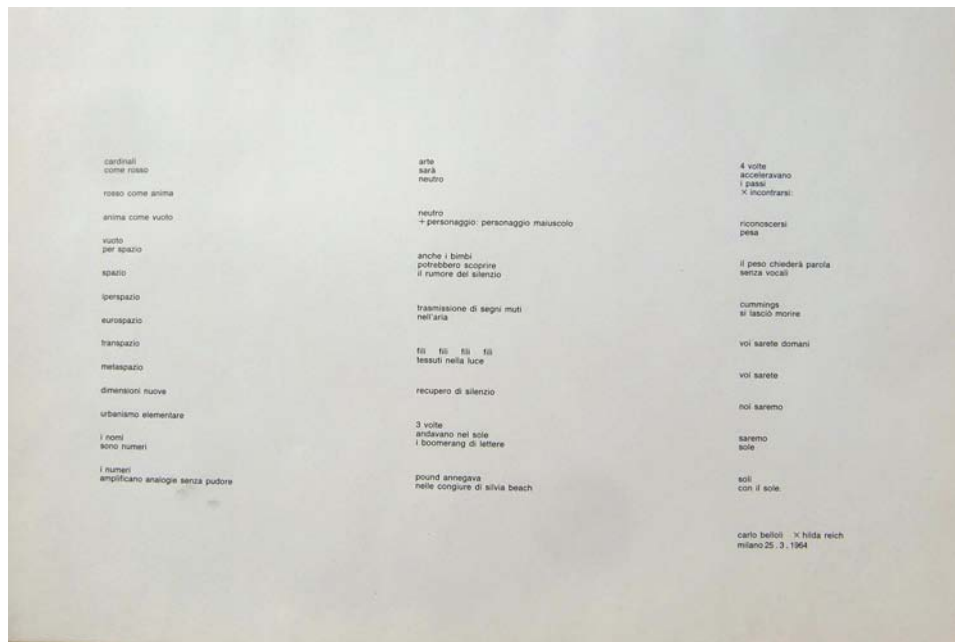 cardinali
come rosso
rosso come anima
anima come vuoto
vuoto
per spazio
spazio
iperspazio
eurospazio
transpazio
metaspazio
dimensioni nuove
urbanismo elementare
i nomi
sono numeri
i numeri
amplificano analogie senza pudore
arte
sarà
neutro
neutro
+ personaggio: personaggio maiuscolo
anche i bimbi
potrebbero scoprire
il rumore del silenzio
trasmissione di segni muti
nell'aria
fili fili fili fili
tessuti nella luce
recupero di silenzio
3 volte
andavano nel sole
i boomerang di lettere
pound annegava
nelle congiure di silvia beach
4 volte
acceleravano
i passi
× incontrarsi:
riconoscersi
pesa
il peso chiederà parola
senza vocali
cummings
si lasciò morire
voi sarete domani
voi sarete
noi saremo
saremo
sole
soli
con il sole.
carlo belloli × hilda reich
milano 25 . 3 . 1964